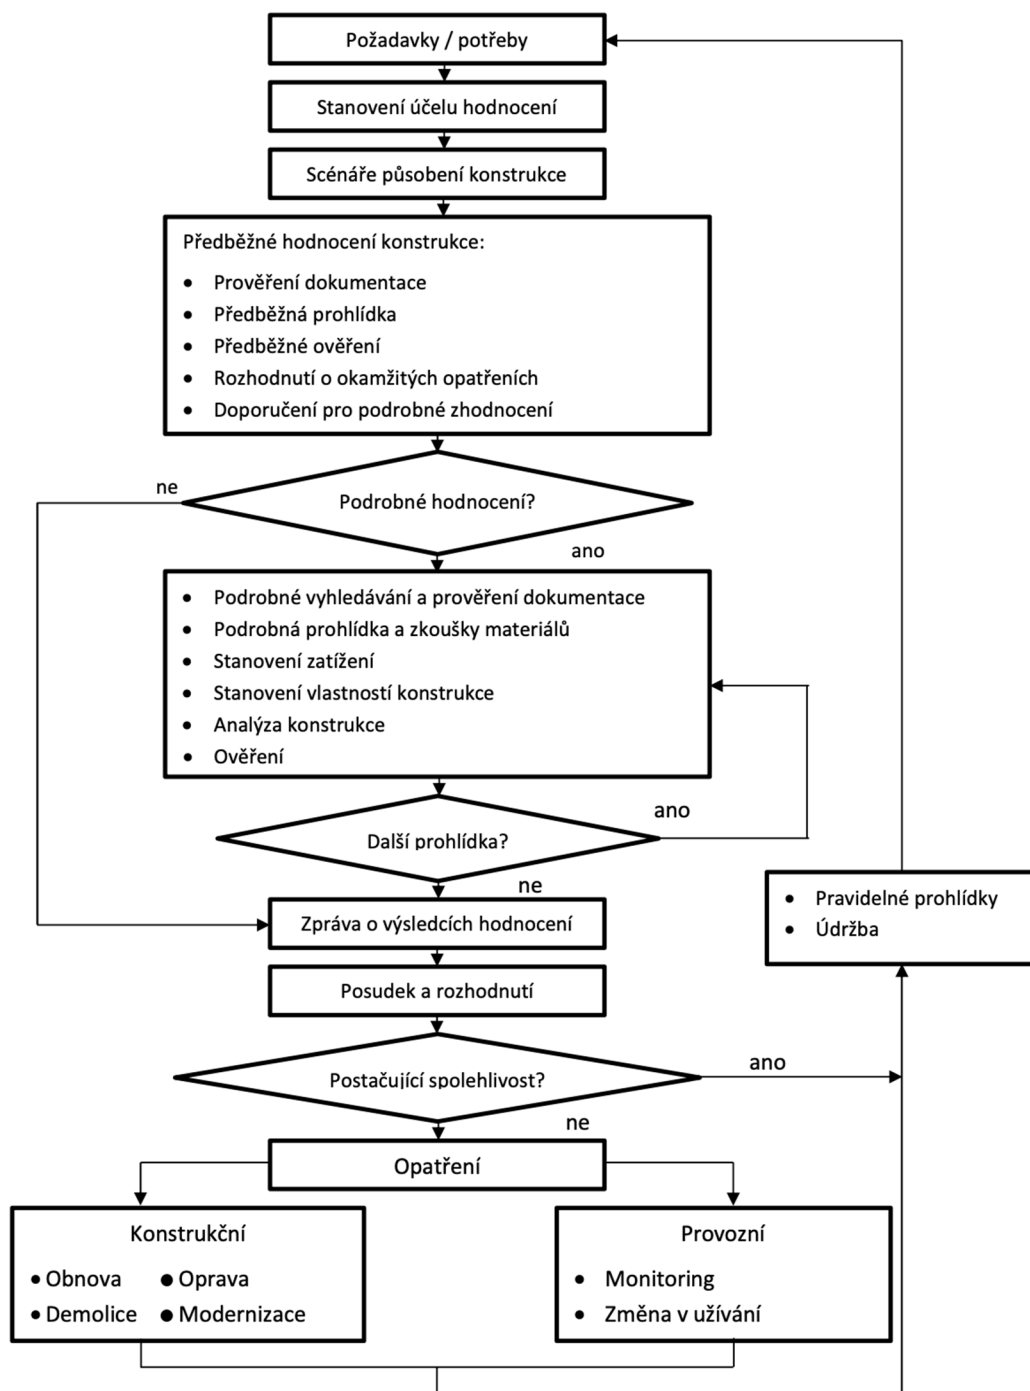 Požadavky / potřeby
Stanovení účelu hodnocení
Scénáře působení konstrukce
Předběžné hodnocení konstrukce:
• Prověření dokumentace
• Předběžná prohlídka
• Předběžné ověření
• Rozhodnutí o okamžitých opatřeních
• Doporučení pro podrobné zhodnocení
ne
Podrobné hodnocení?
ano
• Podrobné vyhledávání a prověření dokumentace
• Podrobná prohlídka a zkoušky materiálů
• Stanovení zatížení
• Stanovení vlastností konstrukce
• Analýza konstrukce
• Ověření
ano
Další prohlídka?
ne
• Pravidelné prohlídky
• Údržba
Zpráva o výsledcích hodnocení
Posudek a rozhodnutí
Postačující spolehlivost?
ano
ne
Opatření
Konstrukční
• Obnova • Oprava
• Demolice • Modernizace
Provozní
• Monitoring
• Změna v užívání